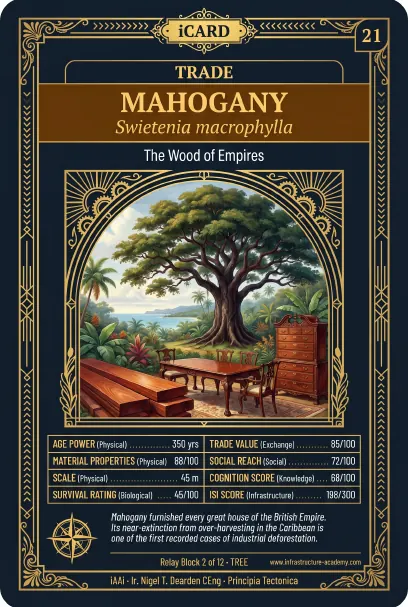 iCARD
21
TRADE
MAHOGANY
Swietenia macrophylla
The Wood of Empires
AGE POWER (Physical) ............ 350 yrs
MATERIAL PROPERTIES (Physical) 88/100
SCALE (Physical) ............ 45 m
SURVIVAL RATING (Biological) ..... 45/100
TRADE VALUE (Exchange) .......... 85/100
SOCIAL REACH (Social) ............ 72/100
COGNITION SCORE (Knowledge) .... 68/100
ISI SCORE (Infrastructure) ........ 198/300
Mahogany furnished every great house of the British Empire.
Its near-extinction from over-harvesting in the Caribbean is
one of the first recorded cases of industrial deforestation.
Relay Block 2 of 12 · TREE
www.infrastructure-academy.com
iAAi · Ir. Nigel T. Dearden CEng · Principia Tectonica